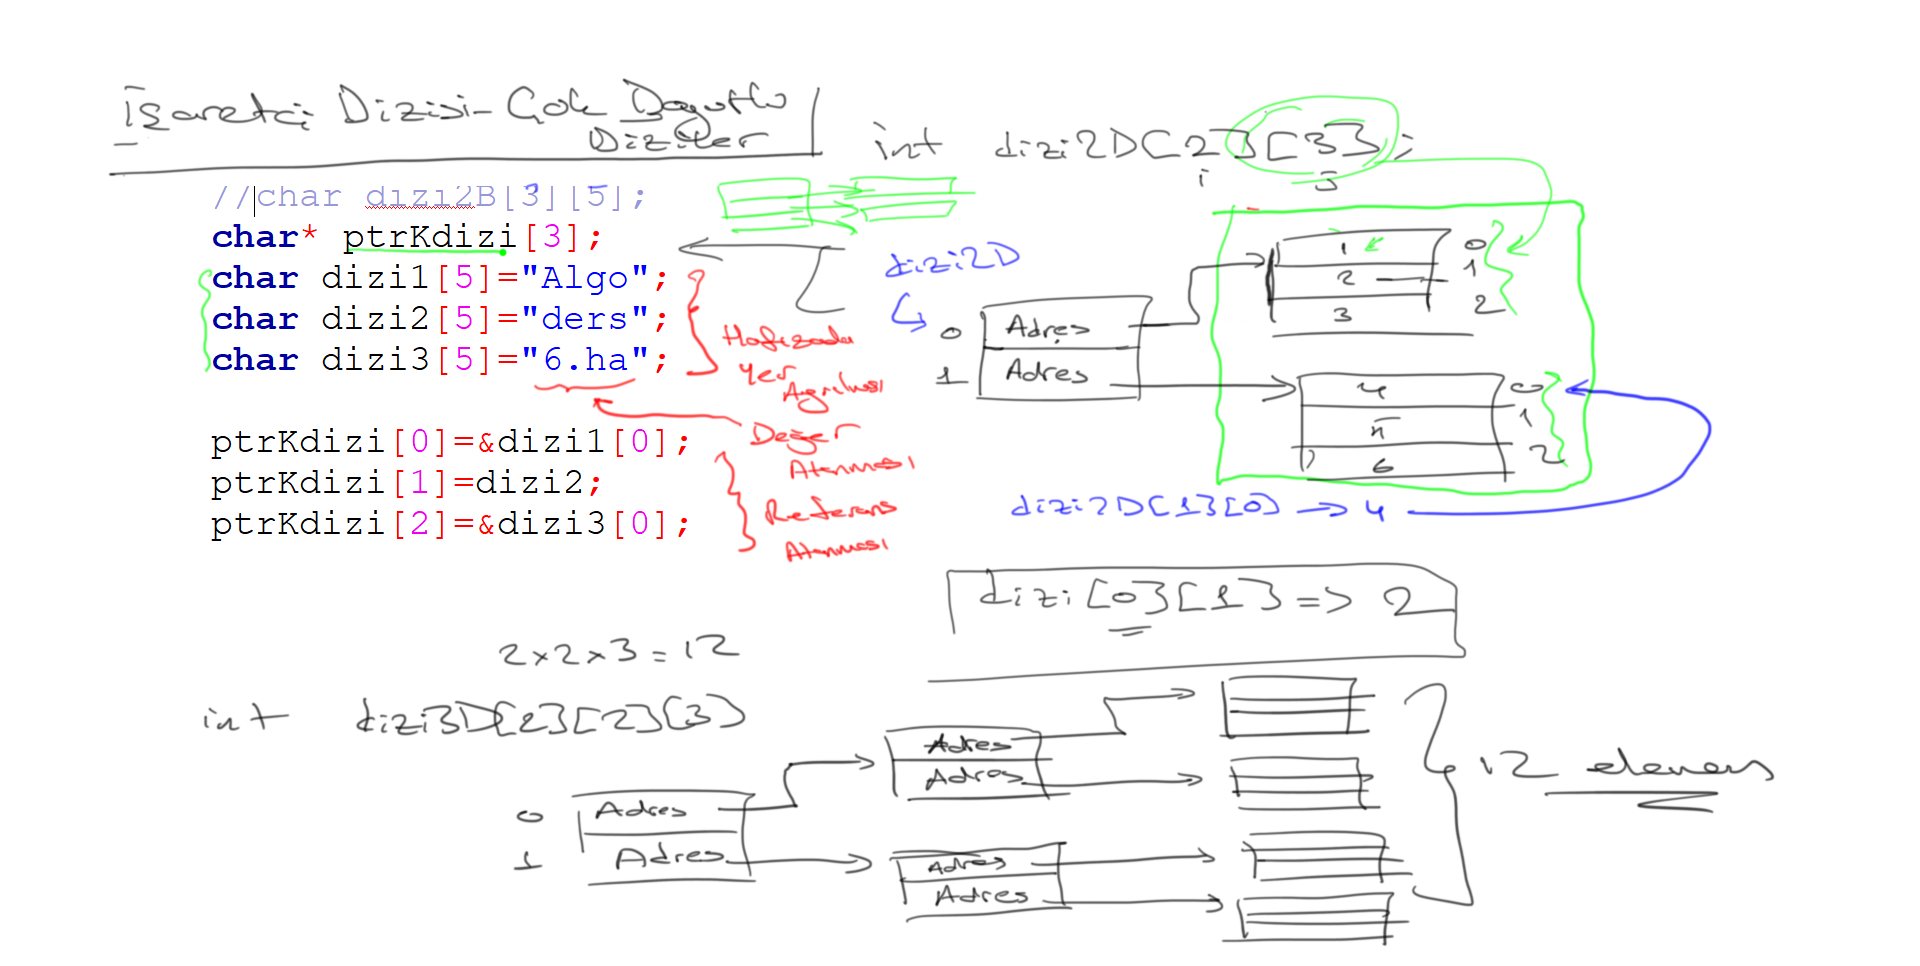 İşaretçi Dizisi - Çok Boyutlu
Diziler
int dizi2D[2][3];
i j
//char dizi2B[3][5];
char* ptrKdizi[3];
char dizi1[5]="Algo";
char dizi2[5]="ders";
char dizi3[5]="6.ha";
Hafızada
yer
Ayrılması
Değer
Atanması
ptrKdizi[0]=&dizi1[0];
ptrKdizi[1]=dizi2;
ptrKdizi[2]=&dizi3[0];
Referans
Atanması
dizi2D
0 Adres
1 Adres
1 0
2 1
3 2
4 0
5 1
6 2
dizi2D[1][0] → 4
dizi[0][1] => 2
2x2x3=12
int dizi3D[2][2][3]
0 Adres
1 Adres
Adres
Adres
Adres
Adres
12 eleman